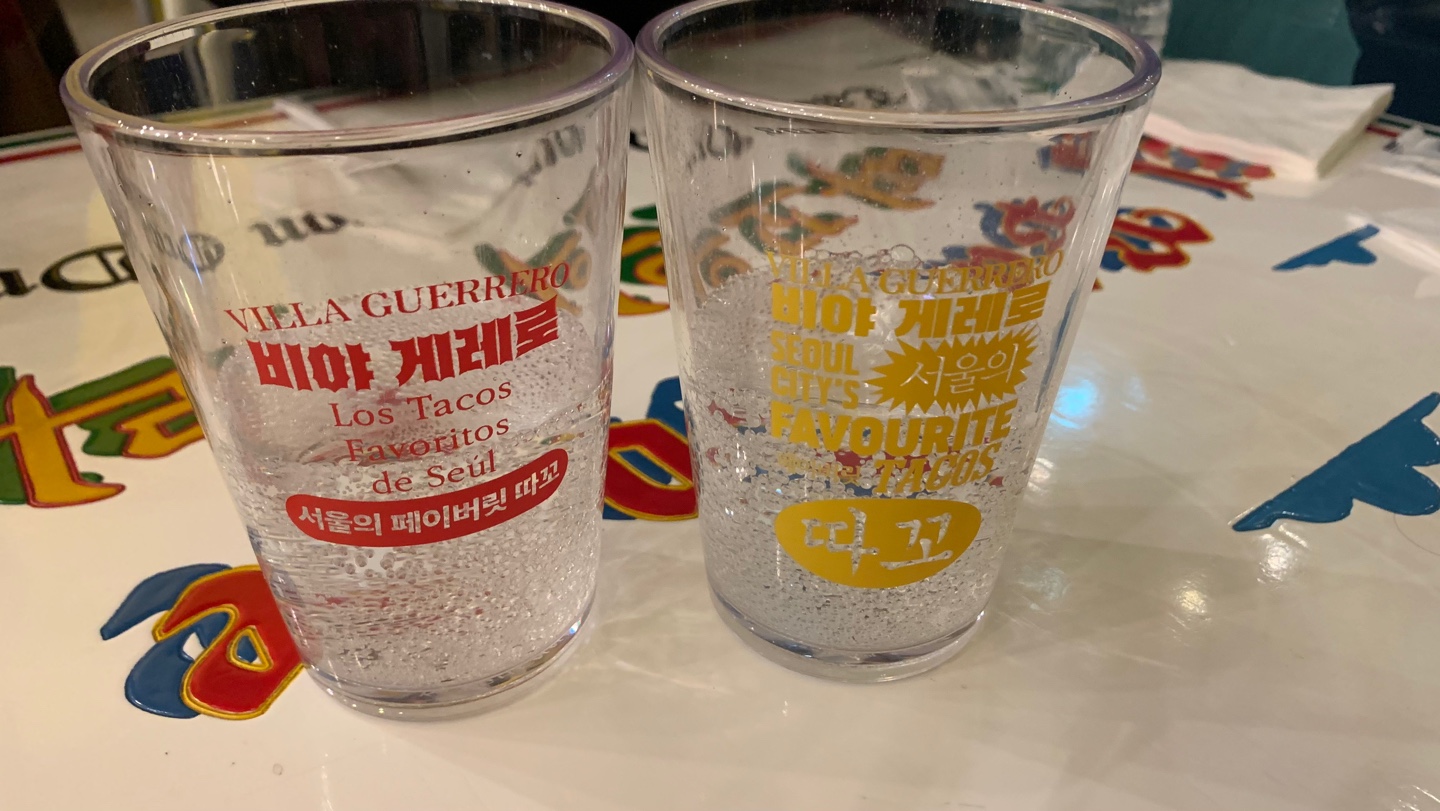 VILLA GUERRERO
비야 게레로
Los Tacos
Favoritos
de Seúl
서울의 페이버릿 따꼬
VILLA GUERRERO
비야 게레로
SEOUL
CITY'S
서울의
FAVOURITE
TACOS
따꼬